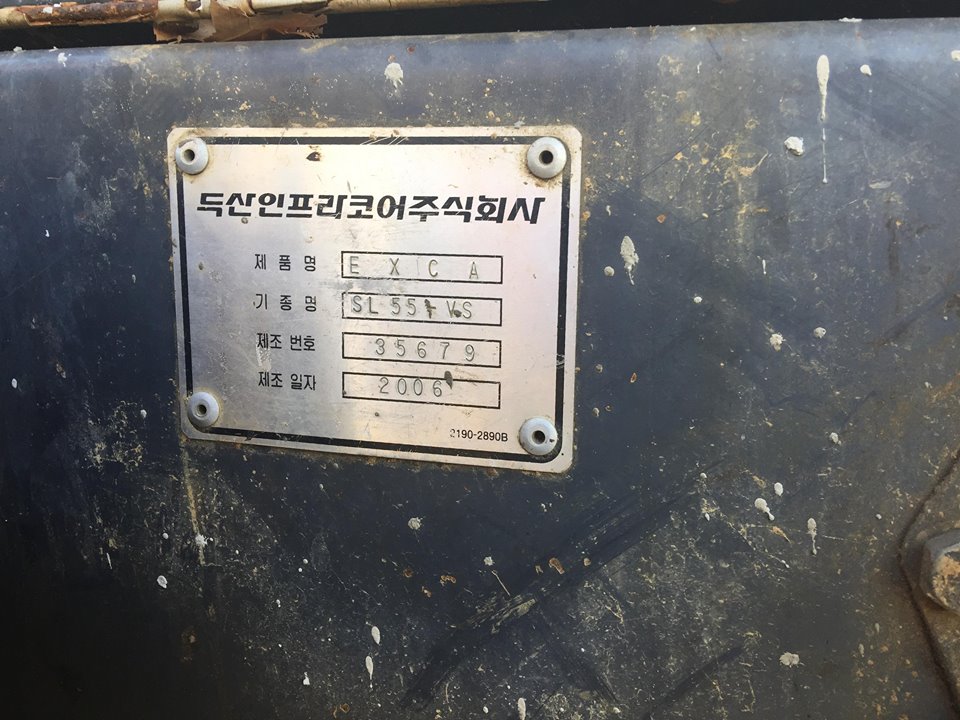 두산인프라코어주식회사
제품명 EXCA
기종명 SL55-VS
제조 번호 35679
제조 일자 2006
2190-2890B